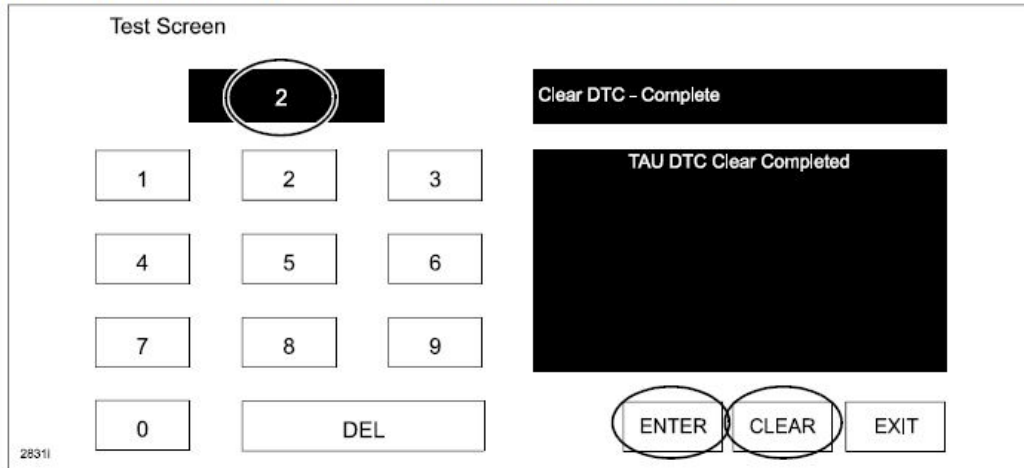 Test Screen
2
Clear DTC - Complete
1 2 3
TAU DTC Clear Completed
4 5 6
7 8 9
0 DEL
ENTER CLEAR EXIT
2831i